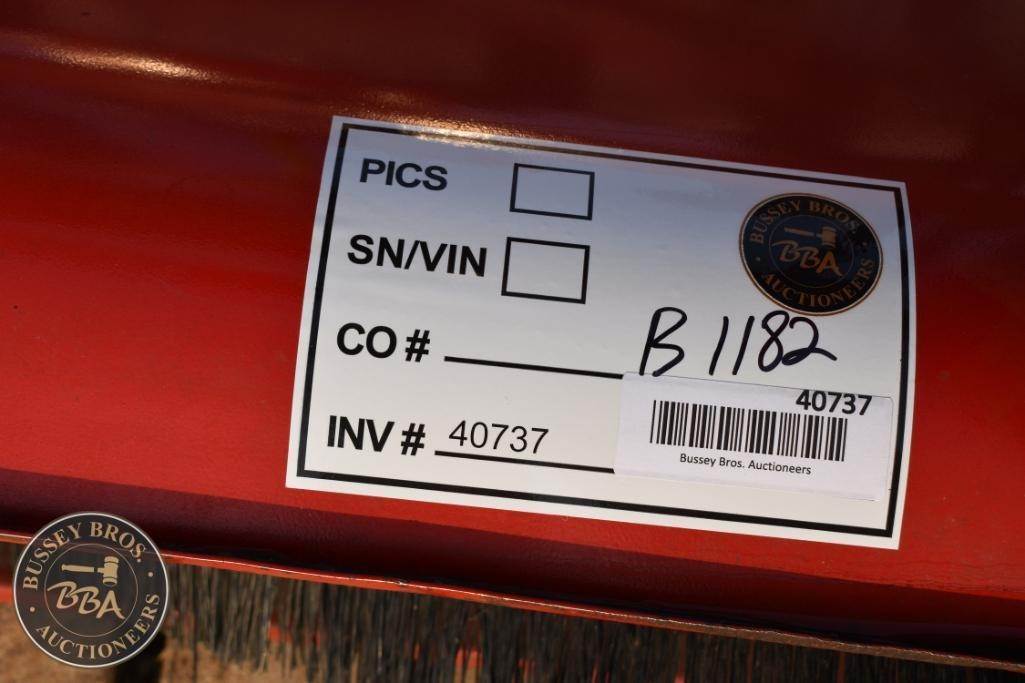 PICS
SN/VIN
CO #
INV # 40737
BUSSEY BROS.
BBA
AUCTIONEERS
B 1182
40737
Bussey Bros. Auctioneers
BUSSEY BROS.
BBA
AUCTIONEERS